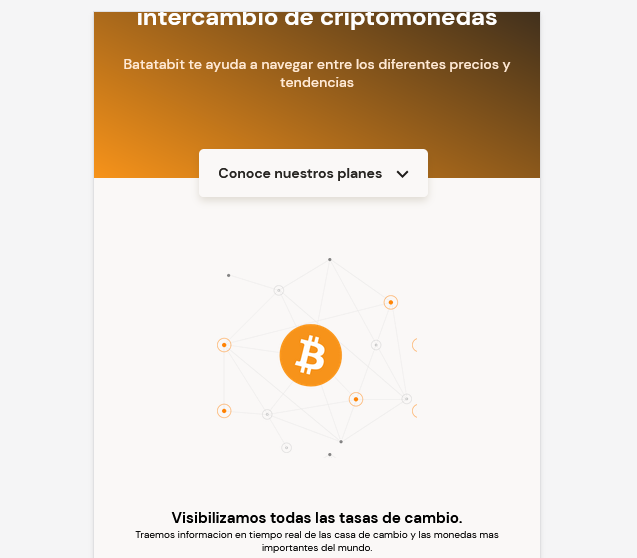 intercambio de criptomonedas
Batatabit te ayuda a navegar entre los diferentes precios y
tendencias
Conoce nuestros planes
Visibilizamos todas las tasas de cambio.
Traemos informacion en tiempo real de las casa de cambio y las monedas mas
importantes del mundo.